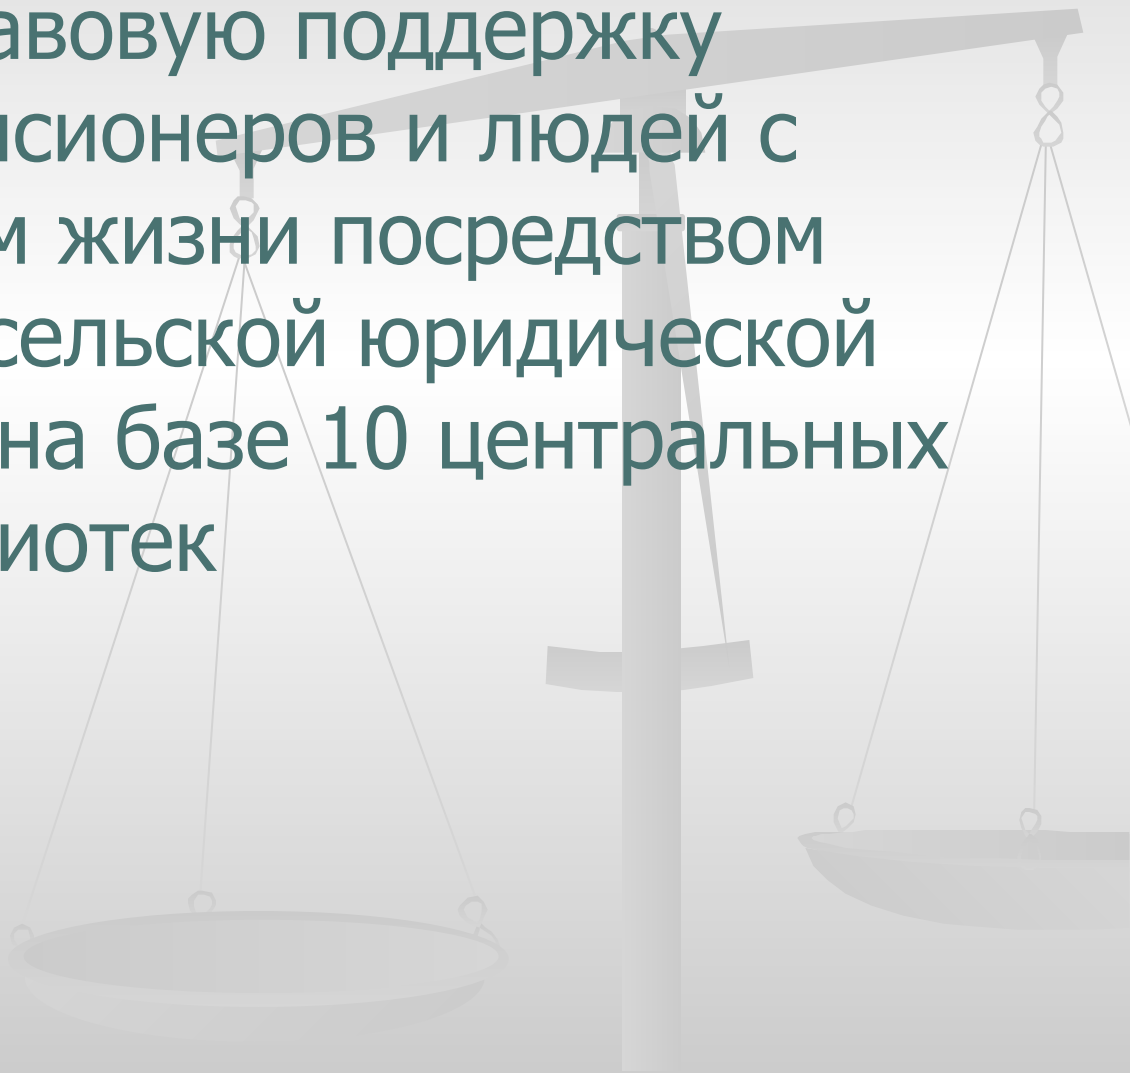 авовую поддержку
сионеров и людей с
м жизни посредством
сельской юридической
на базе 10 центральных
иотек